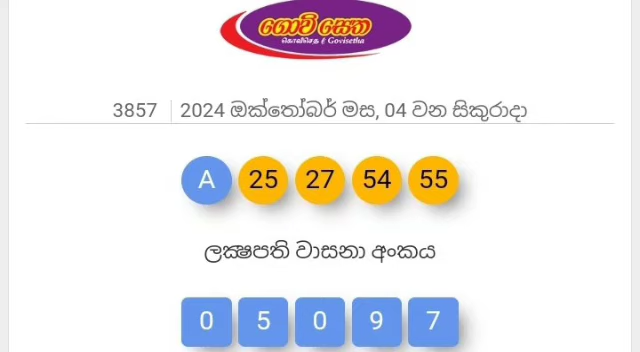 ගොවි සෙත
கொவிசெத | Govisetha
3857 2024 ඔක්තෝබර් මස, 04 වන සිකුරාදා
A 25 27 54 55
ලක්ෂපති වාසනා අංකය
0 5 0 9 7